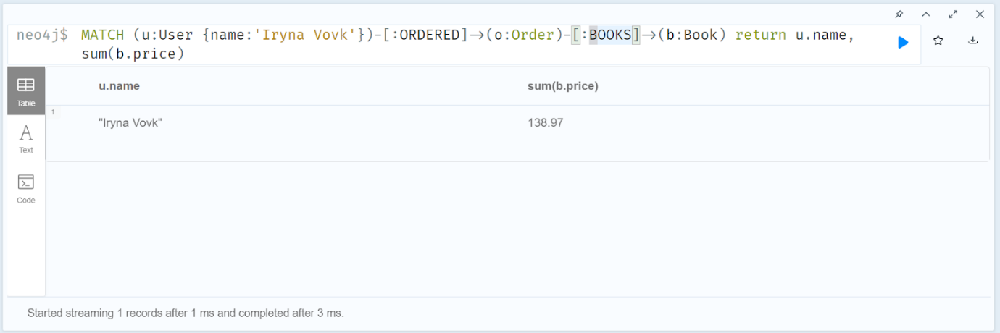 neo4j$ MATCH (u:User {name:'Iryna Vovk'})-[:ORDERED]→(o:Order)-[:BOOKS]→(b:Book) return u.name,
sum(b.price)
Table
u.name sum(b.price)
1 "Iryna Vovk" 138.97
A
Text
Code
Started streaming 1 records after 1 ms and completed after 3 ms.